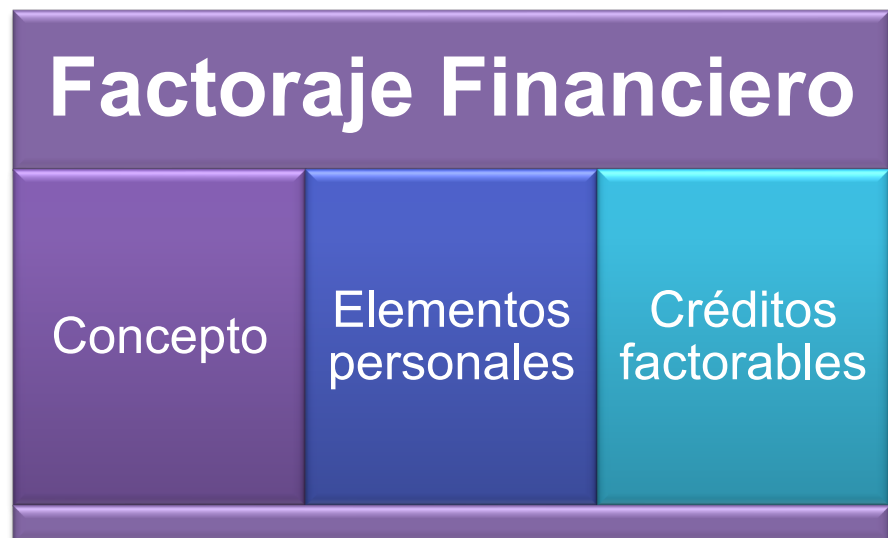 Factoraje Financiero
Concepto
Elementos
personales
Créditos
factorables